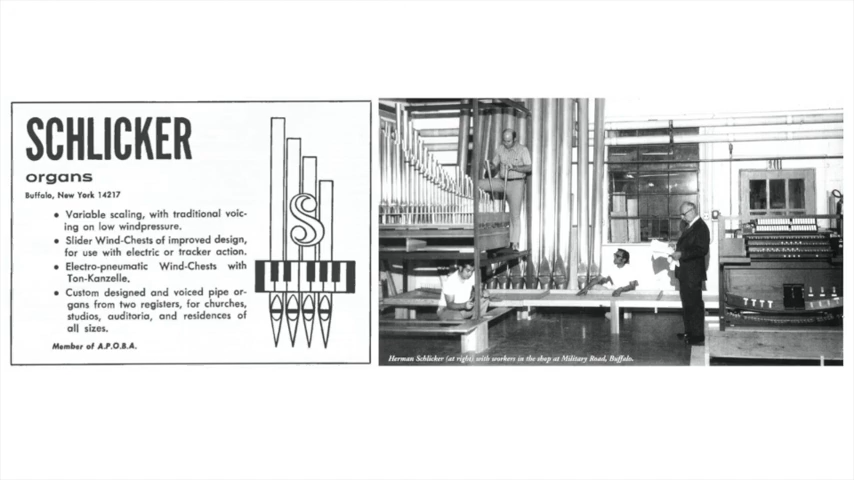 SCHLICKER
organs
Buffalo, New York 14217
• Variable scaling, with traditional voic-
ing on low windpressure.
• Slider Wind-Chests of improved design,
for use with electric or tracker action.
• Electro-pneumatic Wind-Chests with
Ton-Kanzelle.
• Custom designed and voiced pipe or-
gans from two registers, for churches,
studios, auditoria, and residences of
all sizes.
Member of A.P.O.B.A.
S
Herman Schlicker (at right) with workers in the shop at Military Road, Buffalo.